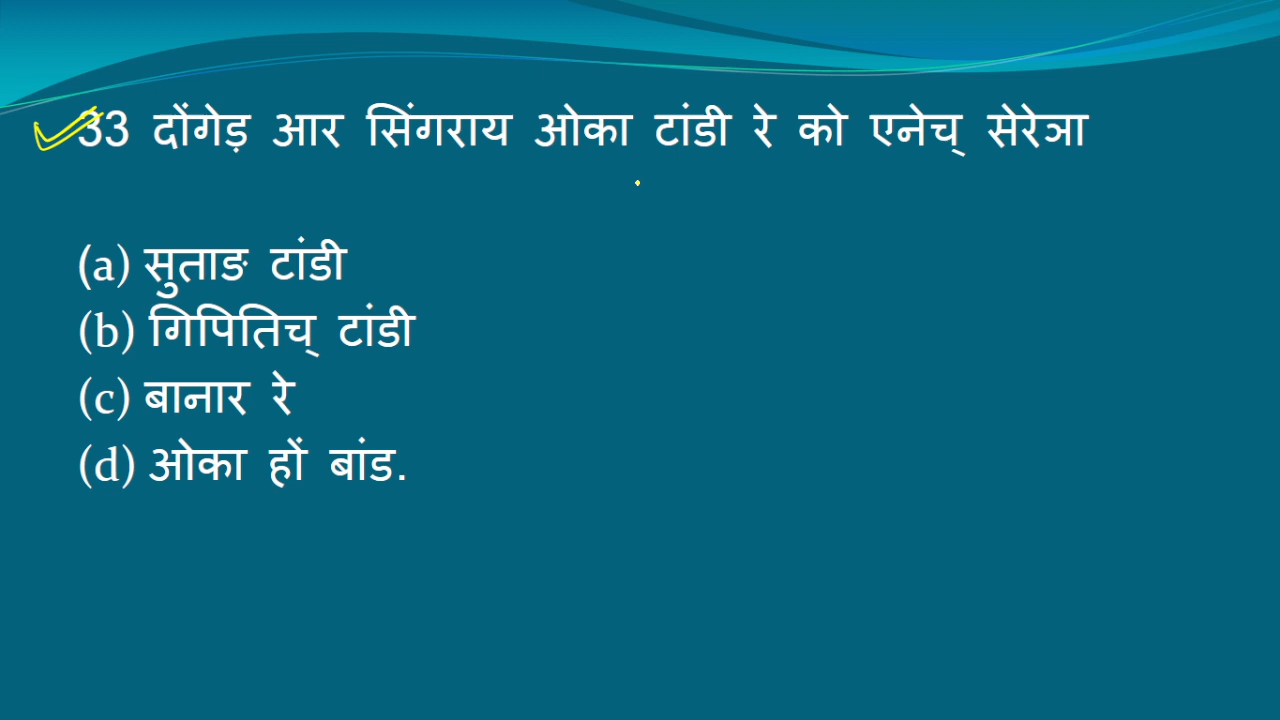 33 दोंगेड़ आर सिंगराय ओका टांडी रे को एनेच् सेरेञा
(a) सुताङ टांडी
(b) गिपितिच् टांडी
(c) बानार रे
(d) ओका हों बांड.